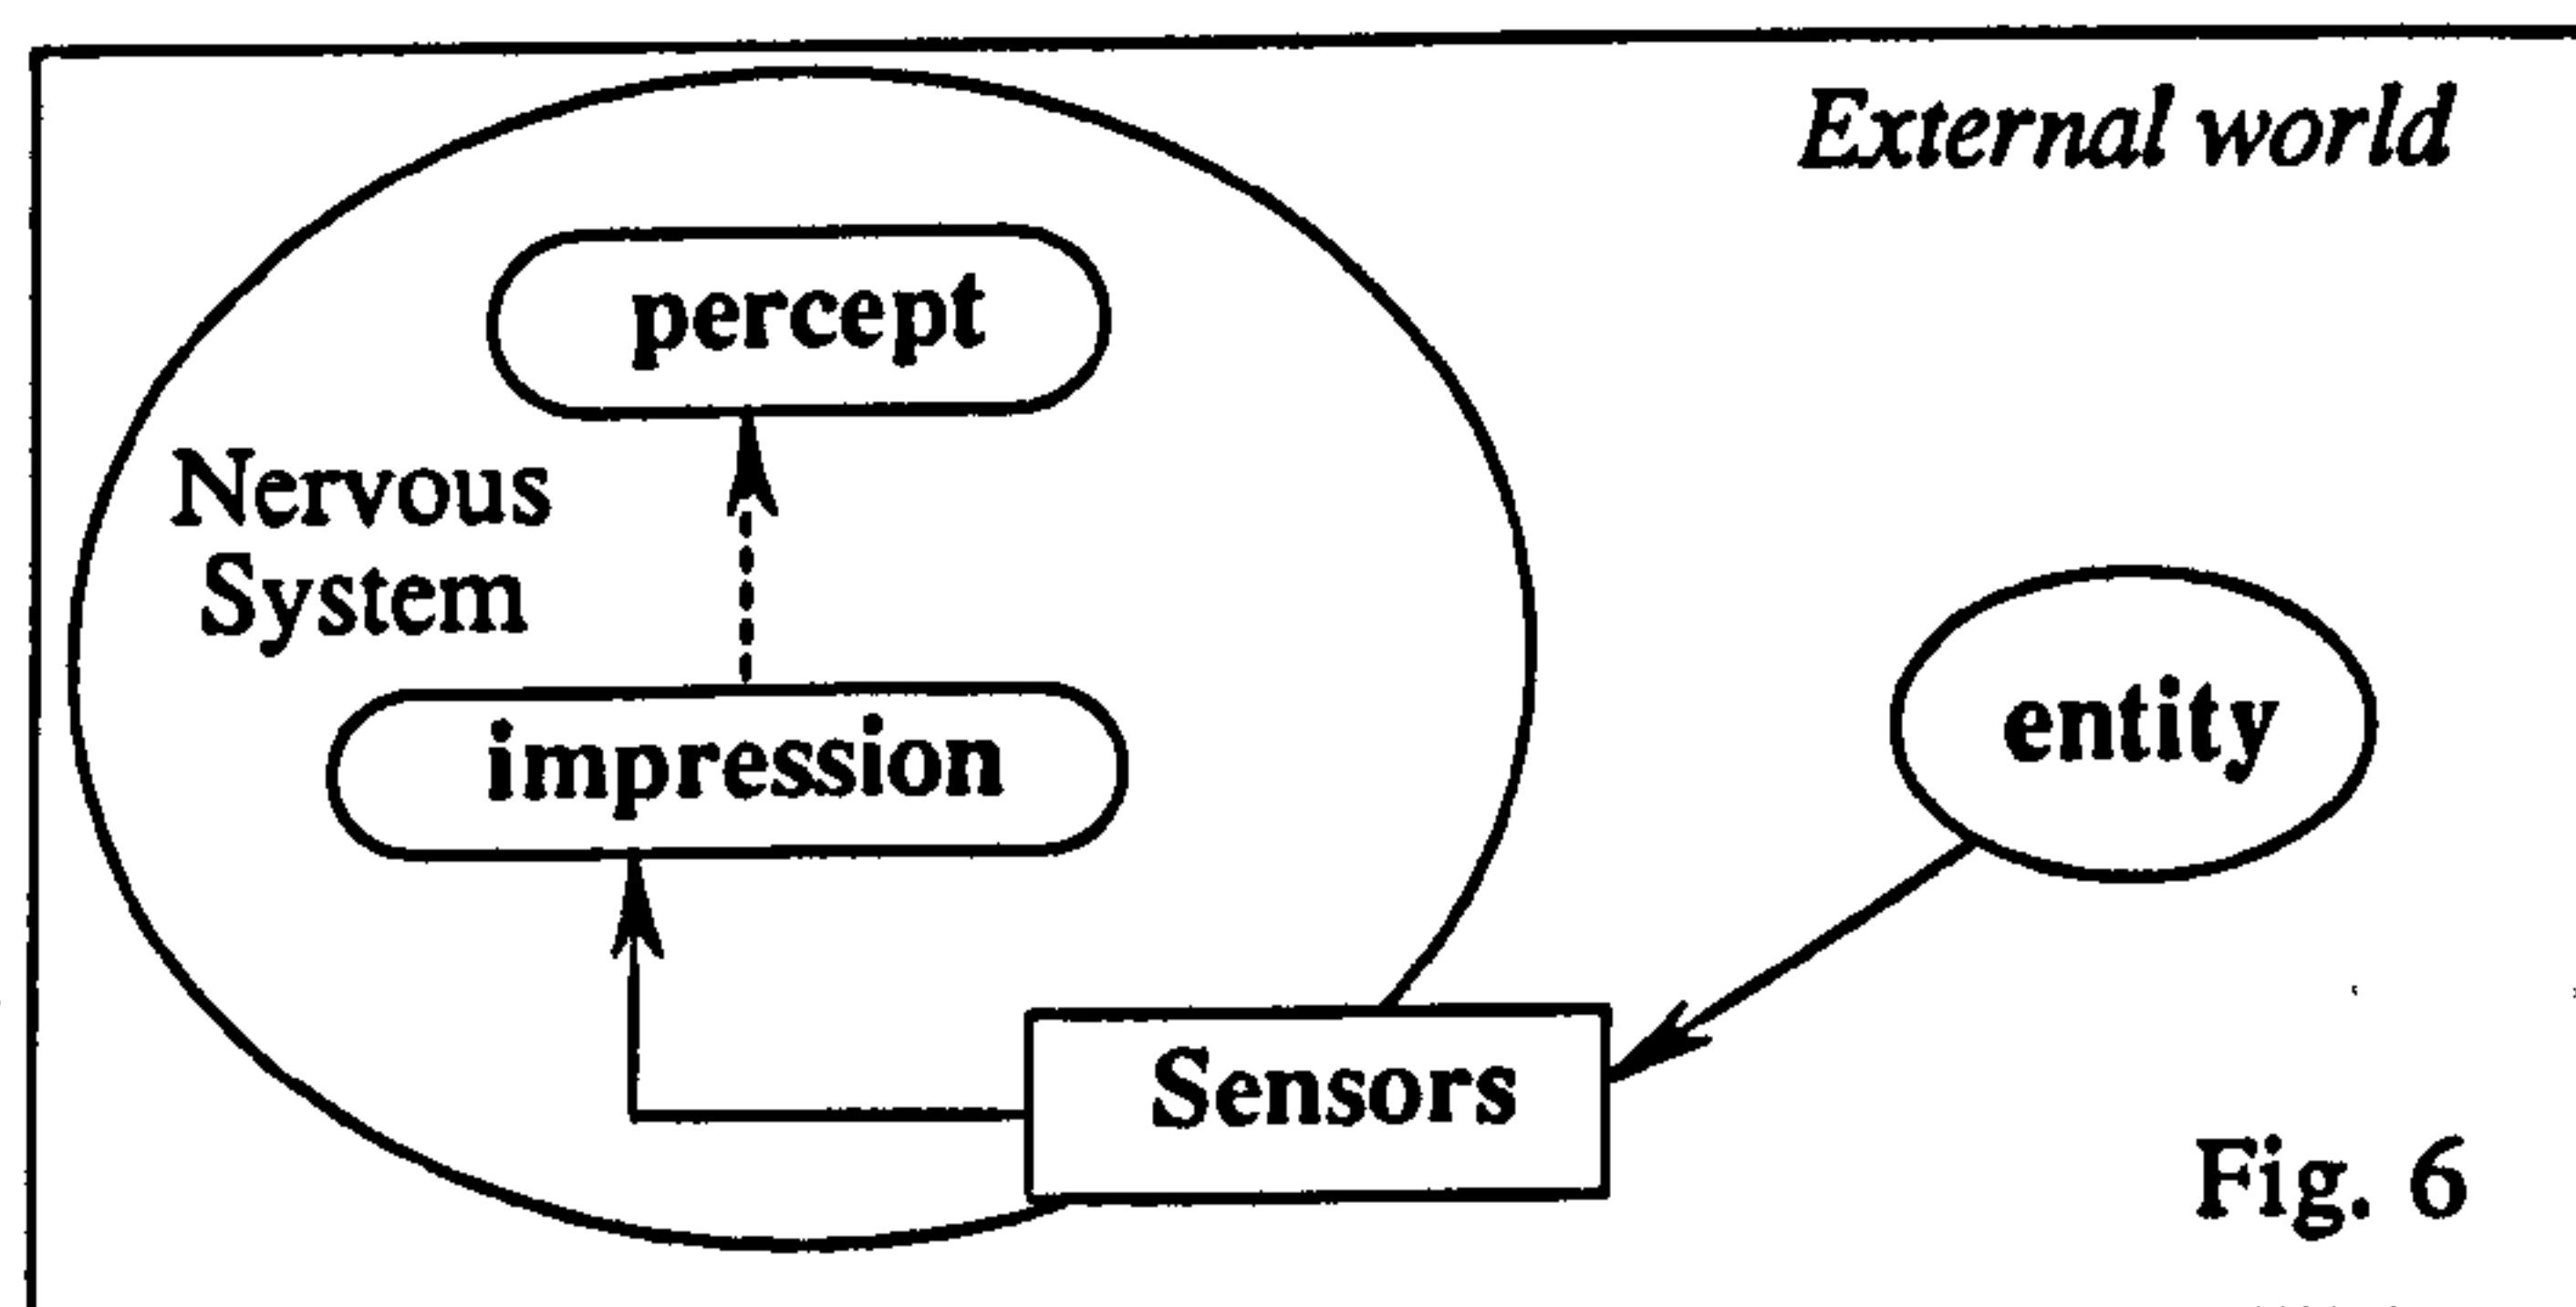 External world
percept
Nervous
System
impression
entity
Sensors
Fig. 6